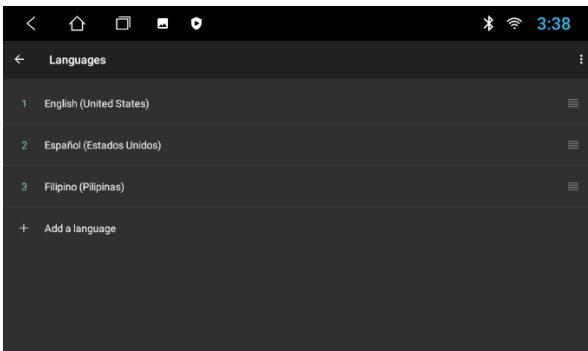 3:38
Languages
1 English (United States)
2 Español (Estados Unidos)
3 Filipino (Pilipinas)
+ Add a language